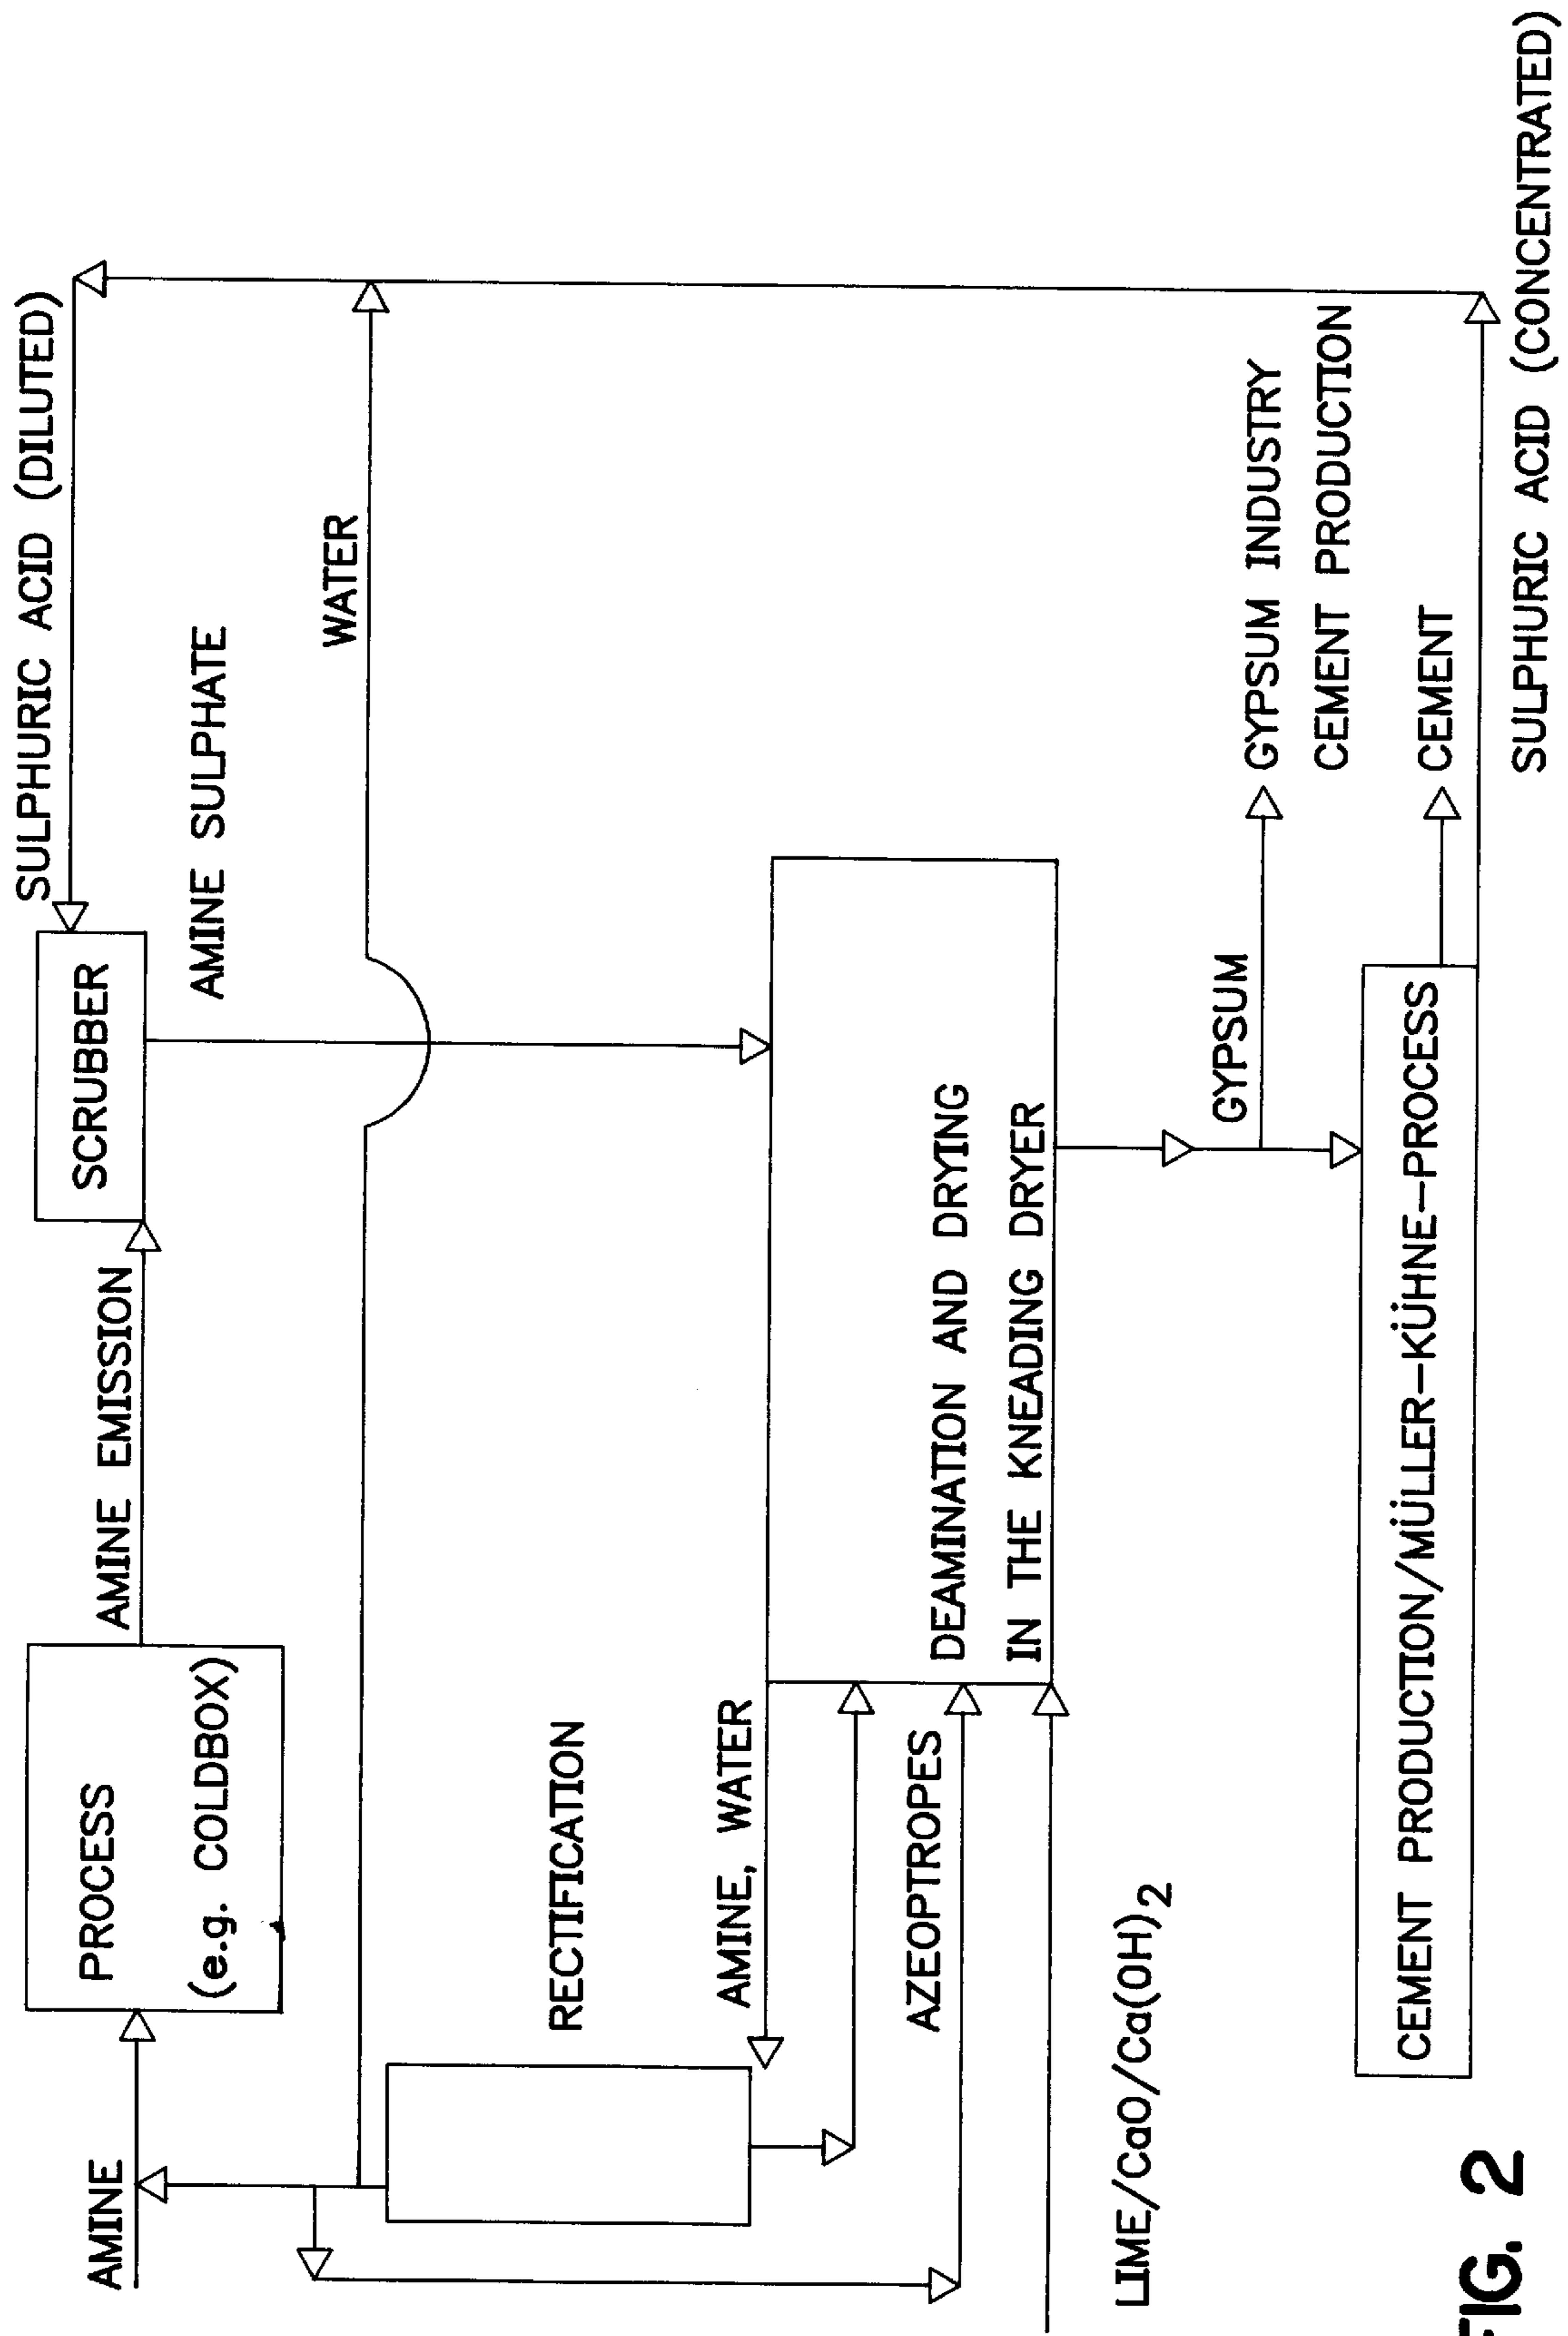 AMINE
PROCESS
(e.g. COLDBOX)
AMINE EMISSION
SCRUBBER
SULPHURIC ACID (DILUTED)
AMINE SULPHATE
WATER
RECTIFICATION
AMINE, WATER
AZEOPTROPES
DEAMINATION AND DRYING
IN THE KNEADING DRYER
LIME/CaO/Ca(OH)2
GYPSUM
GYPSUM INDUSTRY
CEMENT PRODUCTION
CEMENT PRODUCTION/MÜLLER-KÜHNE-PROCESS
CEMENT
SULPHURIC ACID (CONCENTRATED)
FIG. 2